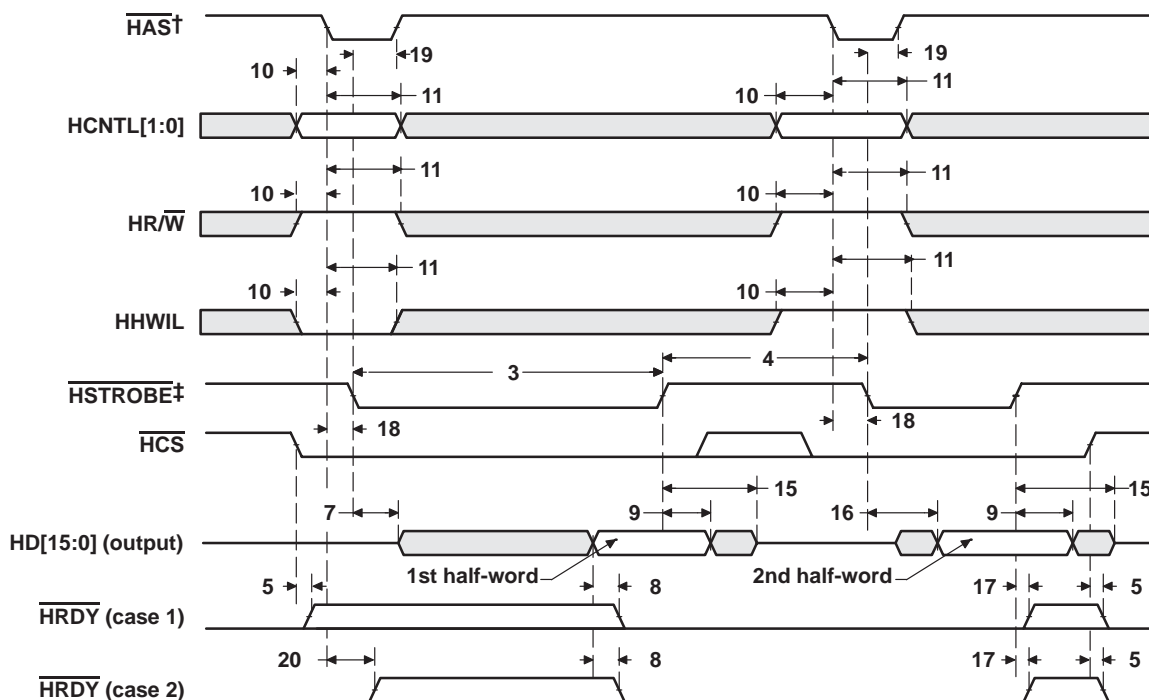 HAS†
19
19
10
11
10
11
HCNTL[1:0]
11
11
10
10
HR/W
11
11
10
10
HHWIL
3
4
HSTROBE‡
18
18
HCS
15
15
7
9
16
9
HD[15:0] (output)
1st half-word
2nd half-word
5
8
17
5
HRDY (case 1)
20
8
17
5
HRDY (case 2)